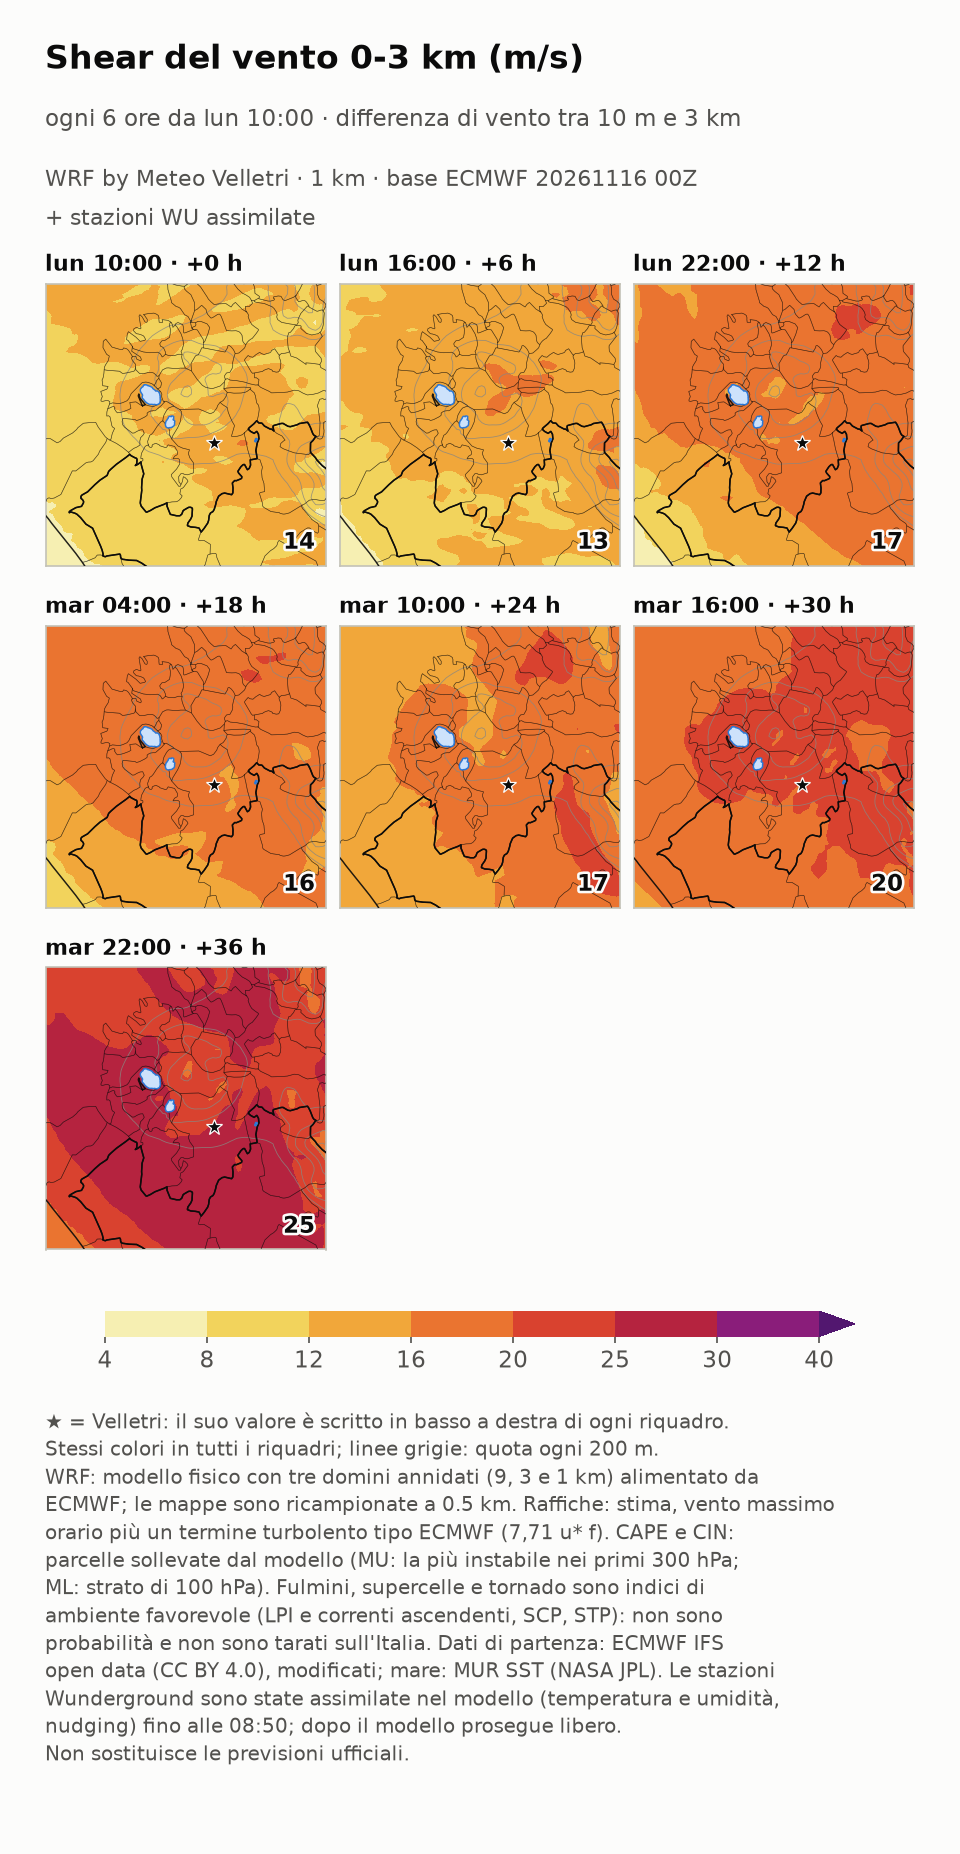 Shear del vento 0-3 km (m/s)
ogni 6 ore da lun 10:00 · differenza di vento tra 10 m e 3 km
WRF by Meteo Velletri · 1 km · base ECMWF 20261116 00Z
+ stazioni WU assimilate
lun 10:00 · +0 h
lun 16:00 · +6 h
lun 22:00 · +12 h
14
13
17
mar 04:00 · +18 h
mar 10:00 · +24 h
mar 16:00 · +30 h
16
17
20
mar 22:00 · +36 h
25
4 8 12 16 20 25 30 40
★ = Velletri: il suo valore è scritto in basso a destra di ogni riquadro.
Stessi colori in tutti i riquadri; linee grigie: quota ogni 200 m.
WRF: modello fisico con tre domini annidati (9, 3 e 1 km) alimentato da
ECMWF; le mappe sono ricampionate a 0.5 km. Raffiche: stima, vento massimo
orario più un termine turbolento tipo ECMWF (7,71 u* f). CAPE e CIN:
parcelle sollevate dal modello (MU: la più instabile nei primi 300 hPa;
ML: strato di 100 hPa). Fulmini, supercelle e tornado sono indici di
ambiente favorevole (LPI e correnti ascendenti, SCP, STP): non sono
probabilità e non sono tarati sull'Italia. Dati di partenza: ECMWF IFS
open data (CC BY 4.0), modificati; mare: MUR SST (NASA JPL). Le stazioni
Wunderground sono state assimilate nel modello (temperatura e umidità,
nudging) fino alle 08:50; dopo il modello prosegue libero.
Non sostituisce le previsioni ufficiali.